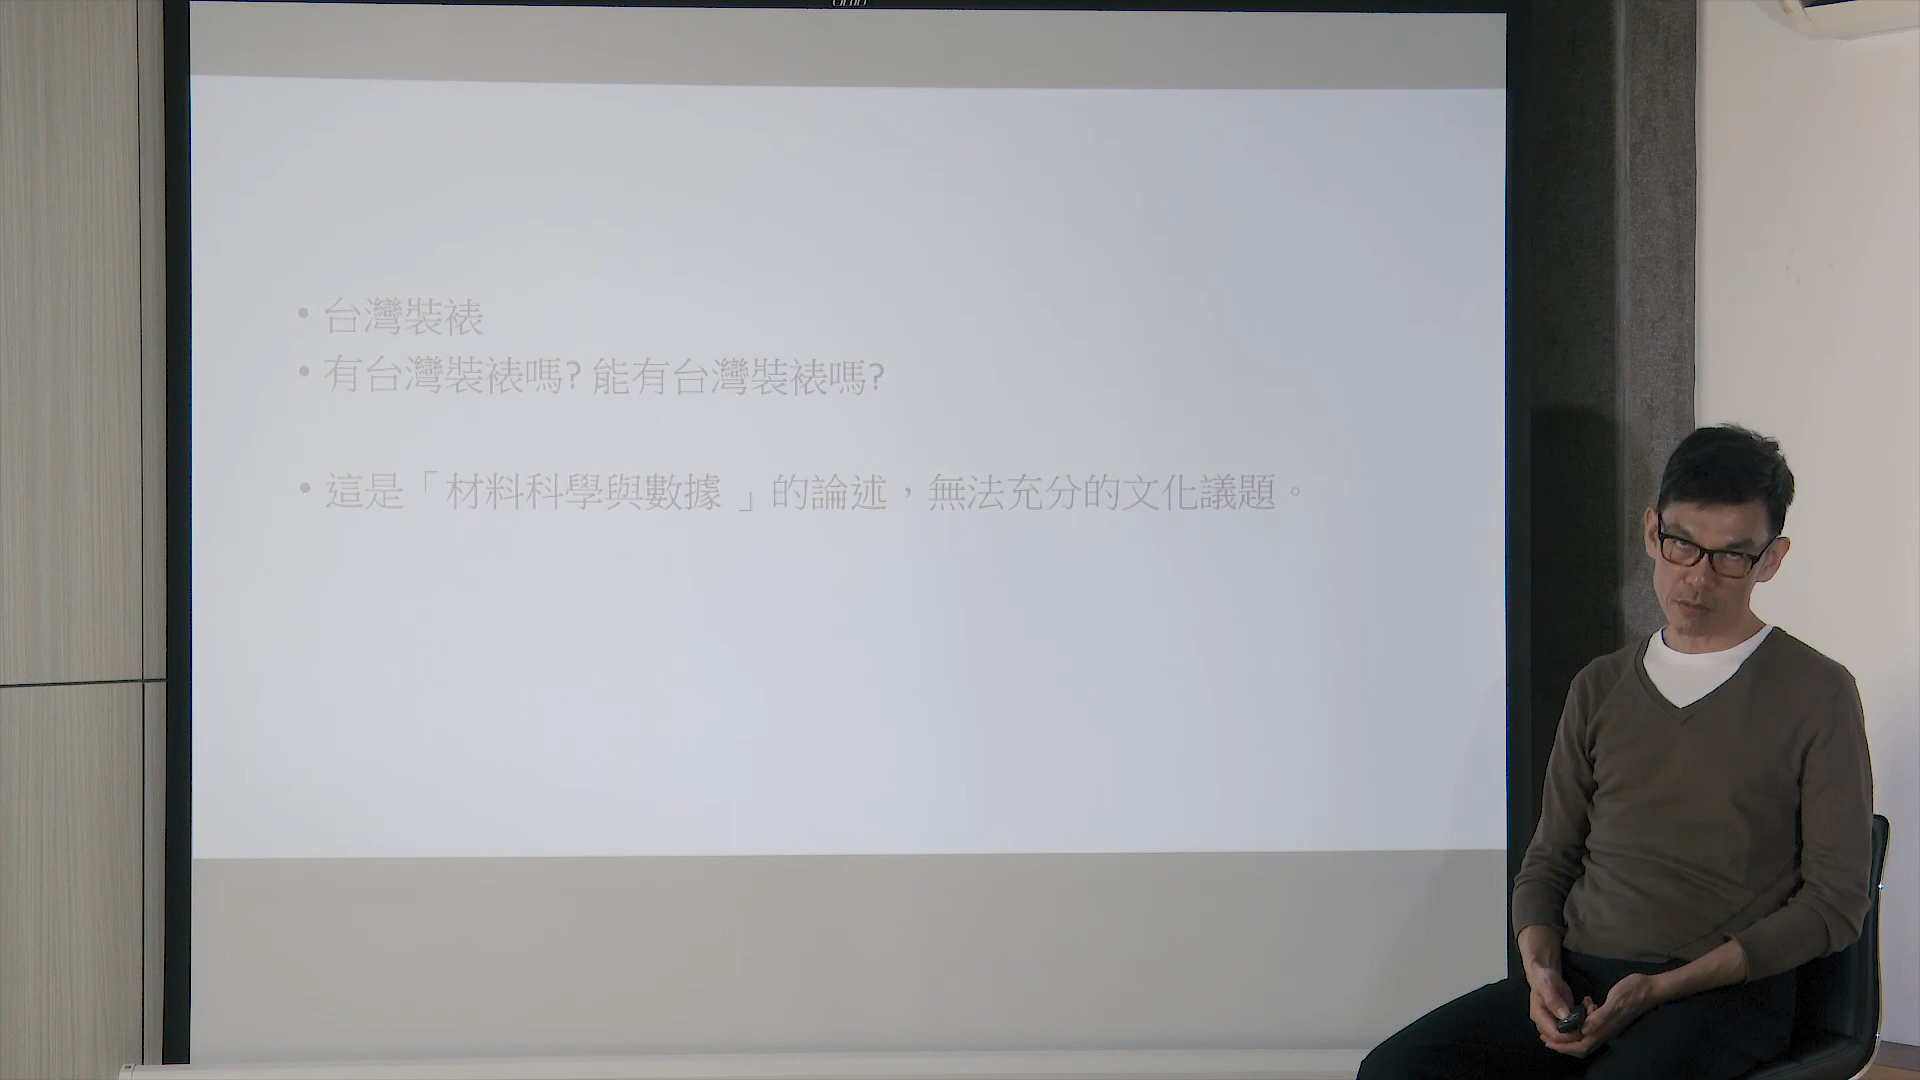 • 台灣裝裱
• 有台灣裝裱嗎? 能有台灣裝裱嗎?
• 這是「材料科學與數據 」的論述,無法充分的文化議題。